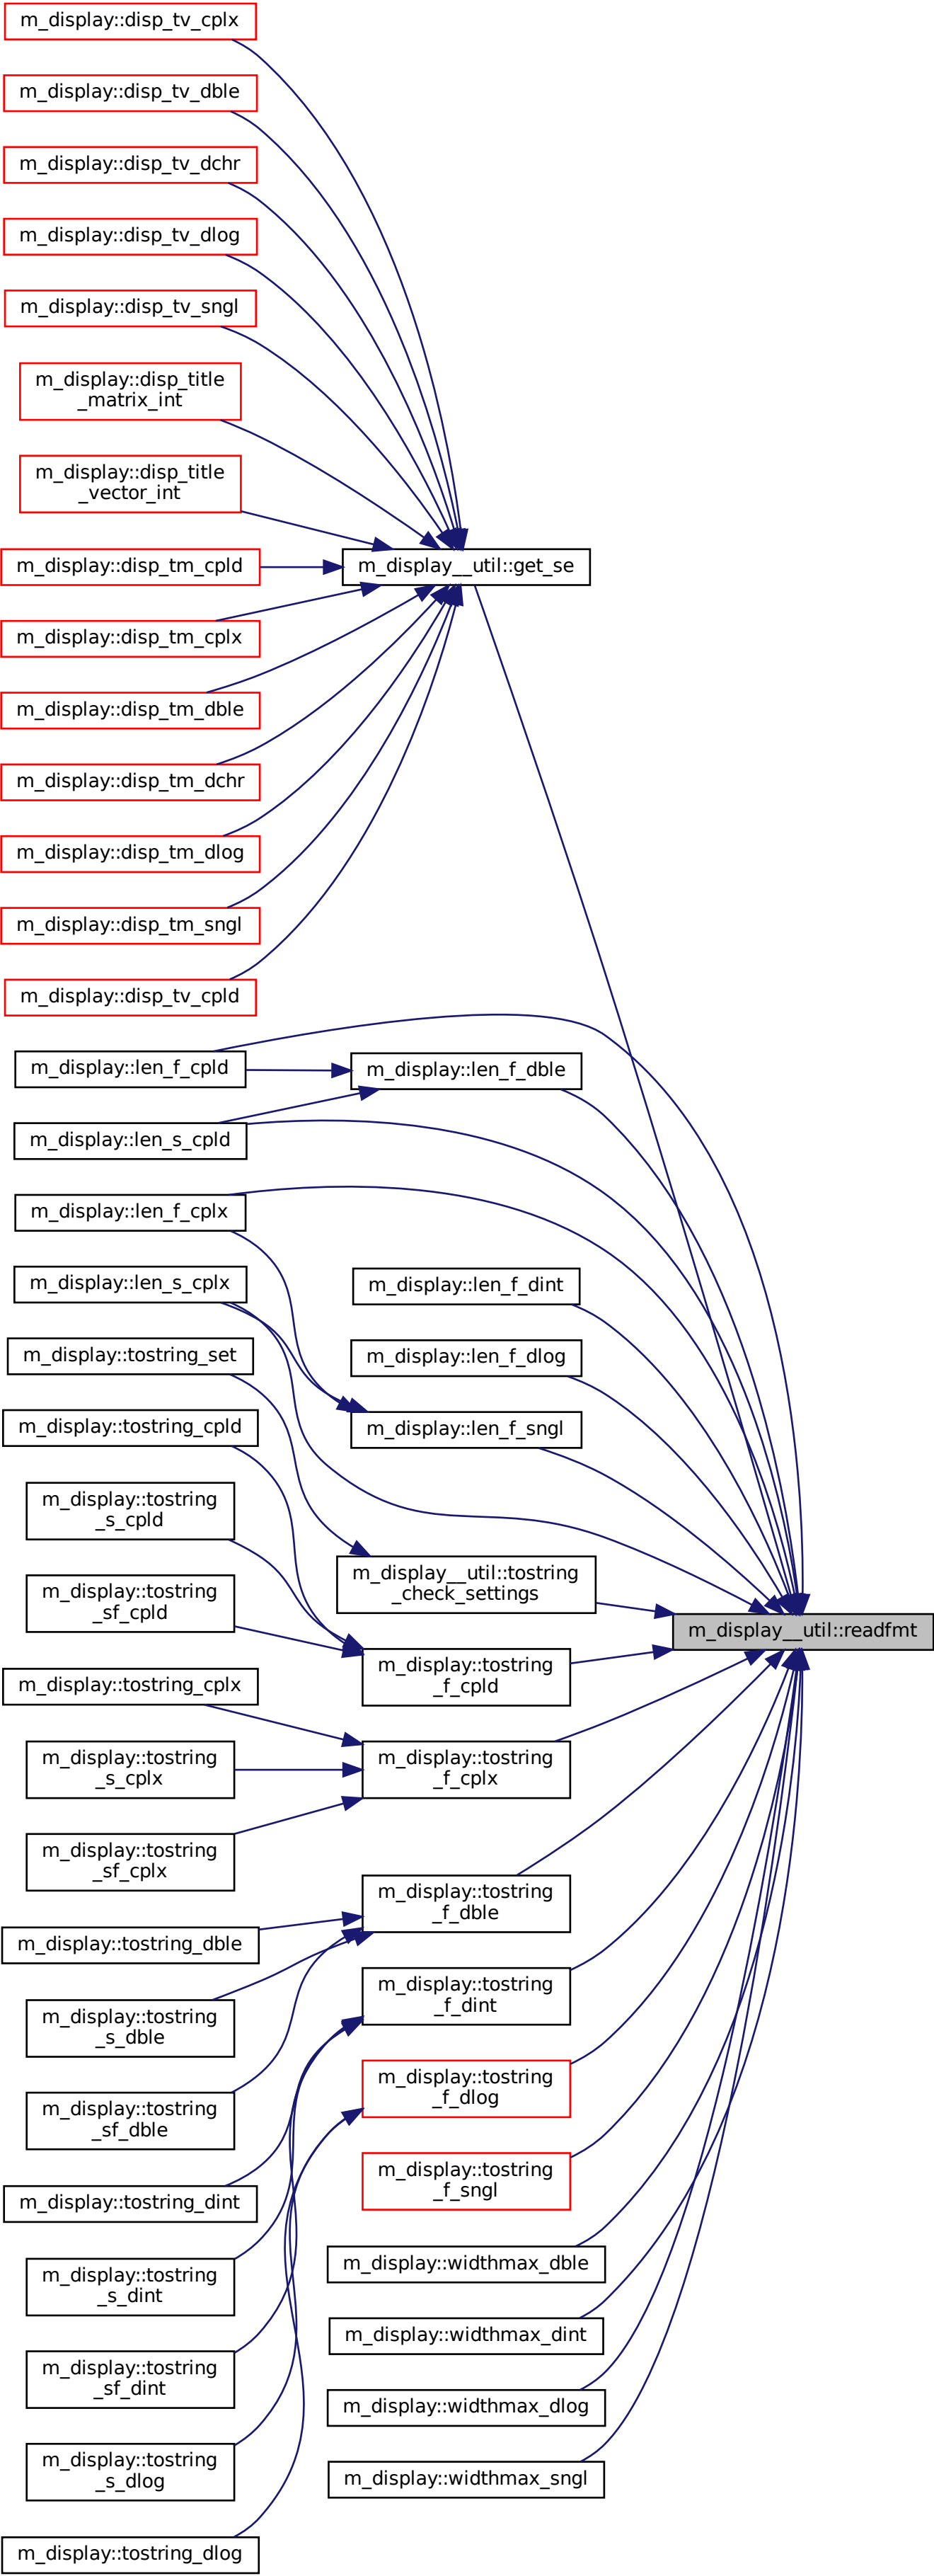 m_display::disp_tv_cplx
m_display::disp_tv_dble
m_display::disp_tv_dchr
m_display::disp_tv_dlog
m_display::disp_tv_sngl
m_display::disp_title
_matrix_int
m_display::disp_title
_vector_int
m_display::disp_tm_cpld
m_display__util::get_se
m_display::disp_tm_cplx
m_display::disp_tm_dble
m_display::disp_tm_dchr
m_display::disp_tm_dlog
m_display::disp_tm_sngl
m_display::disp_tv_cpld
m_display::len_f_cpld
m_display::len_f_dble
m_display::len_s_cpld
m_display::len_f_cplx
m_display::len_s_cplx
m_display::len_f_dint
m_display::tostring_set
m_display::len_f_dlog
m_display::tostring_cpld
m_display::len_f_sngl
m_display::tostring
_s_cpld
m_display__util::tostring
_check_settings
m_display::tostring
_sf_cpld
m_display__util::readfmt
m_display::tostring
_f_cpld
m_display::tostring_cplx
m_display::tostring
_s_cplx
m_display::tostring
_f_cplx
m_display::tostring
_sf_cplx
m_display::tostring
_f_dble
m_display::tostring_dble
m_display::tostring
_f_dint
m_display::tostring
_s_dble
m_display::tostring
_f_dlog
m_display::tostring
_sf_dble
m_display::tostring
_f_sngl
m_display::tostring_dint
m_display::widthmax_dble
m_display::tostring
_s_dint
m_display::widthmax_dint
m_display::tostring
_sf_dint
m_display::widthmax_dlog
m_display::tostring
_s_dlog
m_display::widthmax_sngl
m_display::tostring_dlog